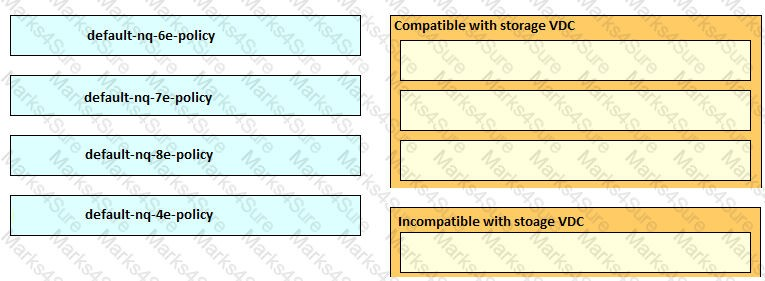 default-nq-6e-policy
default-nq-7e-policy
default-nq-8e-policy
default-nq-4e-policy
Compatible with storage VDC
Incompatible with stoage VDC
Marks4Sure